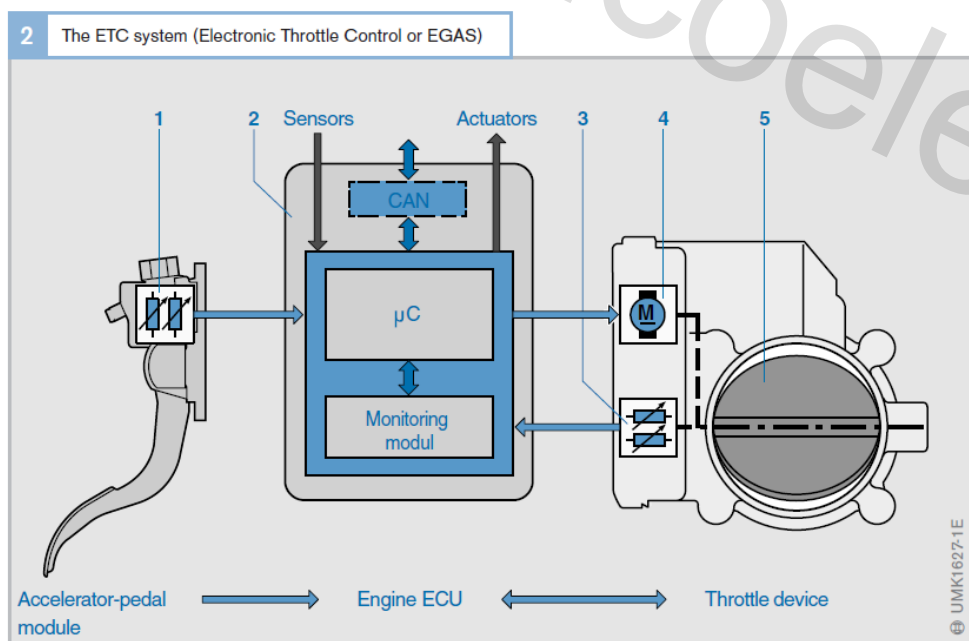 2 The ETC system (Electronic Throttle Control or EGAS)
1 2 Sensors Actuators 3 4 5
CAN
µC
M
Monitoring
modul
Accelerator-pedal
module
Engine ECU
Throttle device
UMK1627-1E